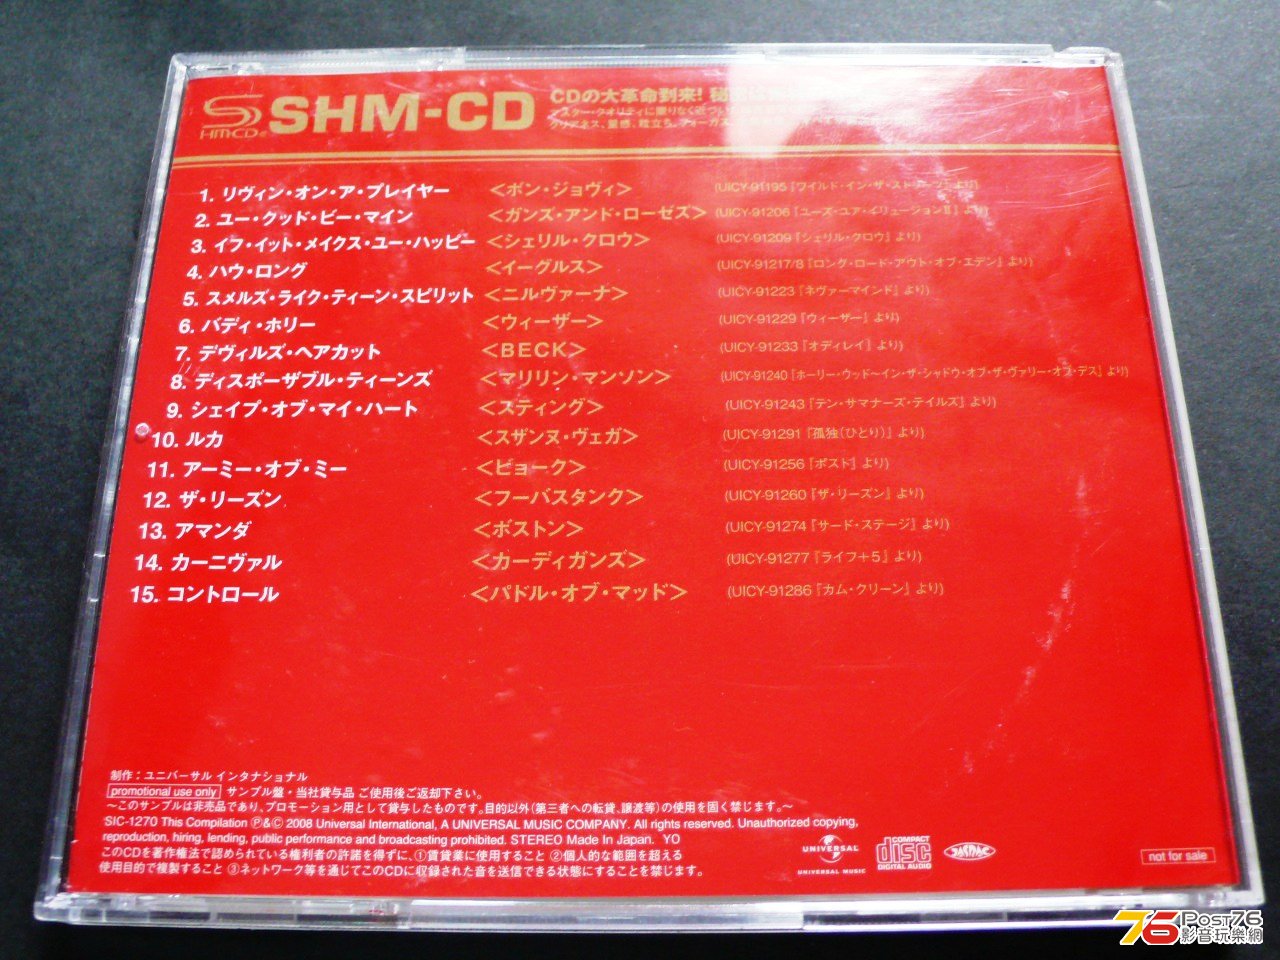 HM-CD® SHM-CD CDの大革命到来!
1. リヴィン・オン・ア・プレイヤー <ボン・ジョヴィ> (UICY-91195『ワイルド・イン・ザ・ストリーツ』より)
2. ユー・クッド・ビー・マイン <ガンズ・アンド・ローゼズ> (UICY-91206『ユーズ・ユア・イリュージョンII』より)
3. イフ・イット・メイクス・ユー・ハッピー <シェリル・クロウ> (UICY-91209『シェリル・クロウ』より)
4. ハウ・ロング <イーグルス> (UICY-91217/8『ロング・ロード・アウト・オブ・エデン』より)
5. スメルズ・ライク・ティーン・スピリット <ニルヴァーナ> (UICY-91223『ネヴァーマインド』より)
6. バディ・ホリー <ウィーザー> (UICY-91229『ウィーザー』より)
7. デヴィルズ・ヘアカット <BECK> (UICY-91233『オディレイ』より)
8. ディスポーザブル・ティーンズ <マリリン・マンソン> (UICY-91240『ホーリー・ウッド~イン・ザ・シャドウ・オブ・ザ・ヴァリー・オブ・デス』より)
9. シェイプ・オブ・マイ・ハート <スティング> (UICY-91243『テン・サマナーズ・テイルズ』より)
10. ルカ <スザンヌ・ヴェガ> (UICY-91291『孤独(ひとり)』より)
11. アーミー・オブ・ミー <ビョーク> (UICY-91256『ポスト』より)
12. ザ・リーズン <フーバスタンク> (UICY-91260『ザ・リーズン』より)
13. アマンダ <ボストン> (UICY-91274『サード・ステージ』より)
14. カーニヴァル <カーディガンズ> (UICY-91277『ライフ+5』より)
15. コントロール <パドル・オブ・マッド> (UICY-91286『カム・クリーン』より)
制作:ユニバーサル インタナショナル
promotional use only サンプル盤・当社貸与品 ご使用後ご返却下さい。
~このサンプルは非売品であり、プロモーション用として貸与したものです。目的以外(第三者への転貸、譲渡等)の使用を固く禁じます。~
SIC-1270 This Compilation Ⓟ&Ⓒ 2008 Universal International, A UNIVERSAL MUSIC COMPANY. All rights reserved. Unauthorized copying,
reproduction, hiring, lending, public performance and broadcasting prohibited. STEREO Made In Japan. YO
このCDを著作権法で認められている権利者の許諾を得ずに、①賃貸業に使用すること ②個人的な範囲を超える
使用目的で複製すること ③ネットワーク等を通じてこのCDに収録された音を送信できる状態にすることを禁じます。
UNIVERSAL
UNIVERSAL MUSIC
COMPACT disc DIGITAL AUDIO
JASRAC
not for sale
76 Post76
影音玩樂網